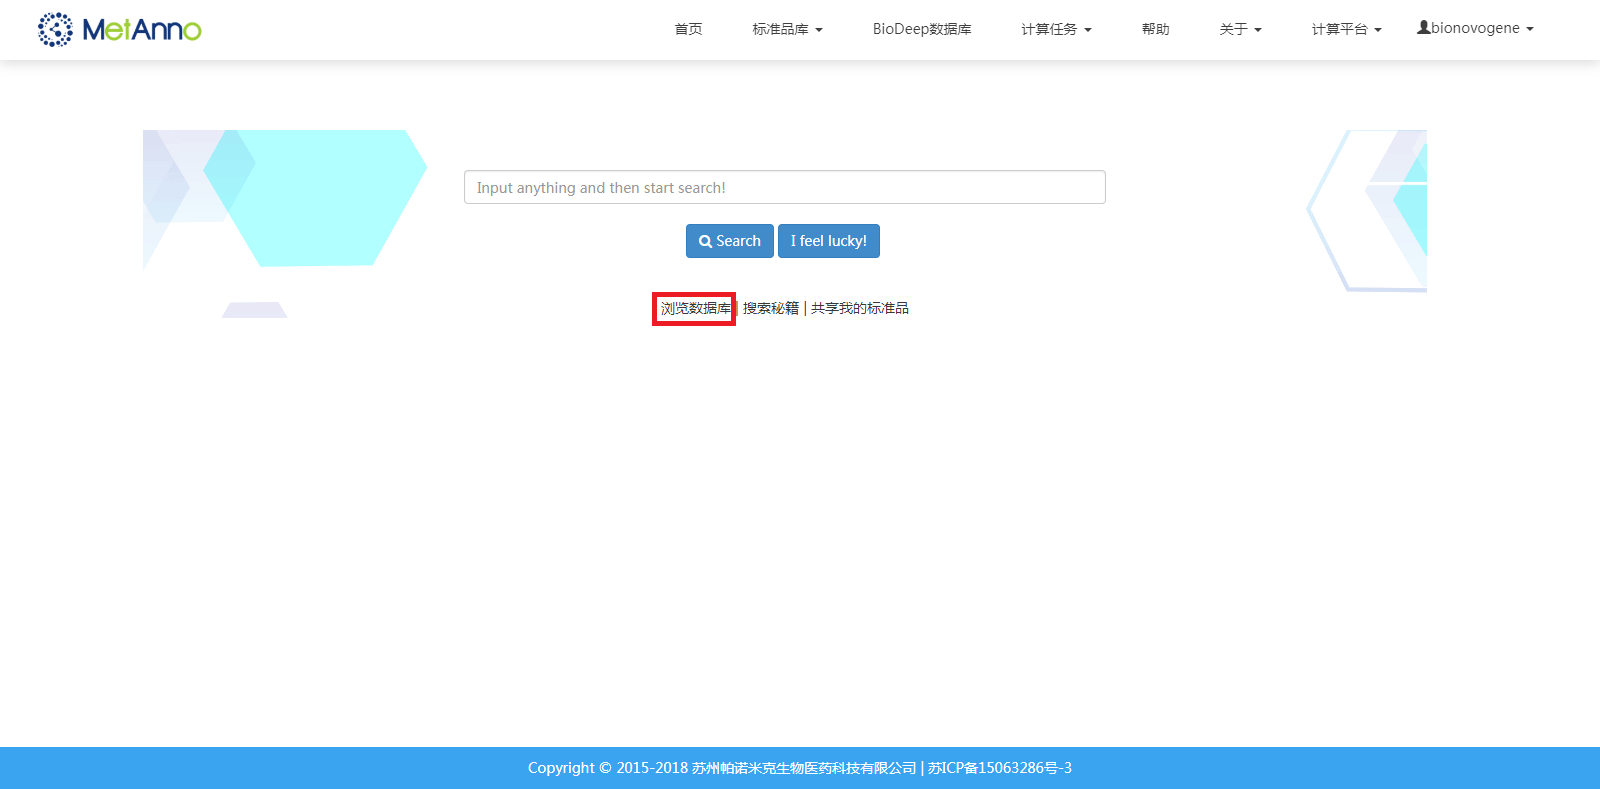 MetAnno 首页 标准品库 BioDeep数据库 计算任务 帮助 关于 计算平台 bionovogene
Input anything and then start search!
Search I feel lucky!
浏览数据库 | 搜索秘籍 | 共享我的标准品
Copyright © 2015-2018 苏州帕诺米克生物医药科技有限公司 | 苏ICP备15063286号-3